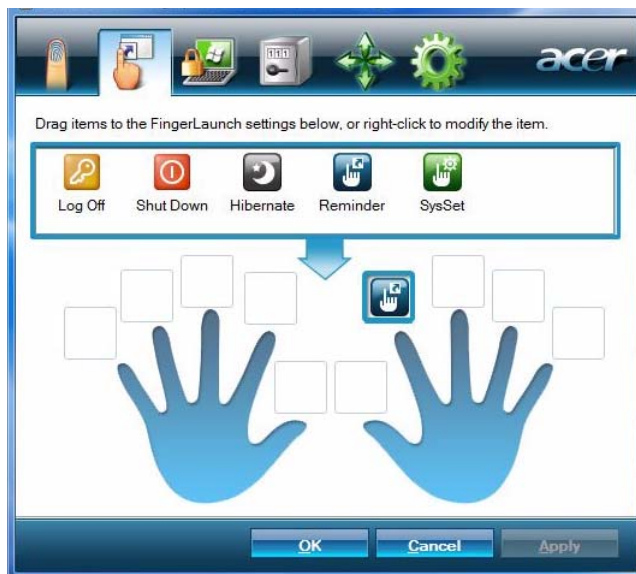 acer
Drag items to the FingerLaunch settings below, or right-click to modify the item.
Log Off Shut Down Hibernate Reminder SysSet
OK Cancel Apply